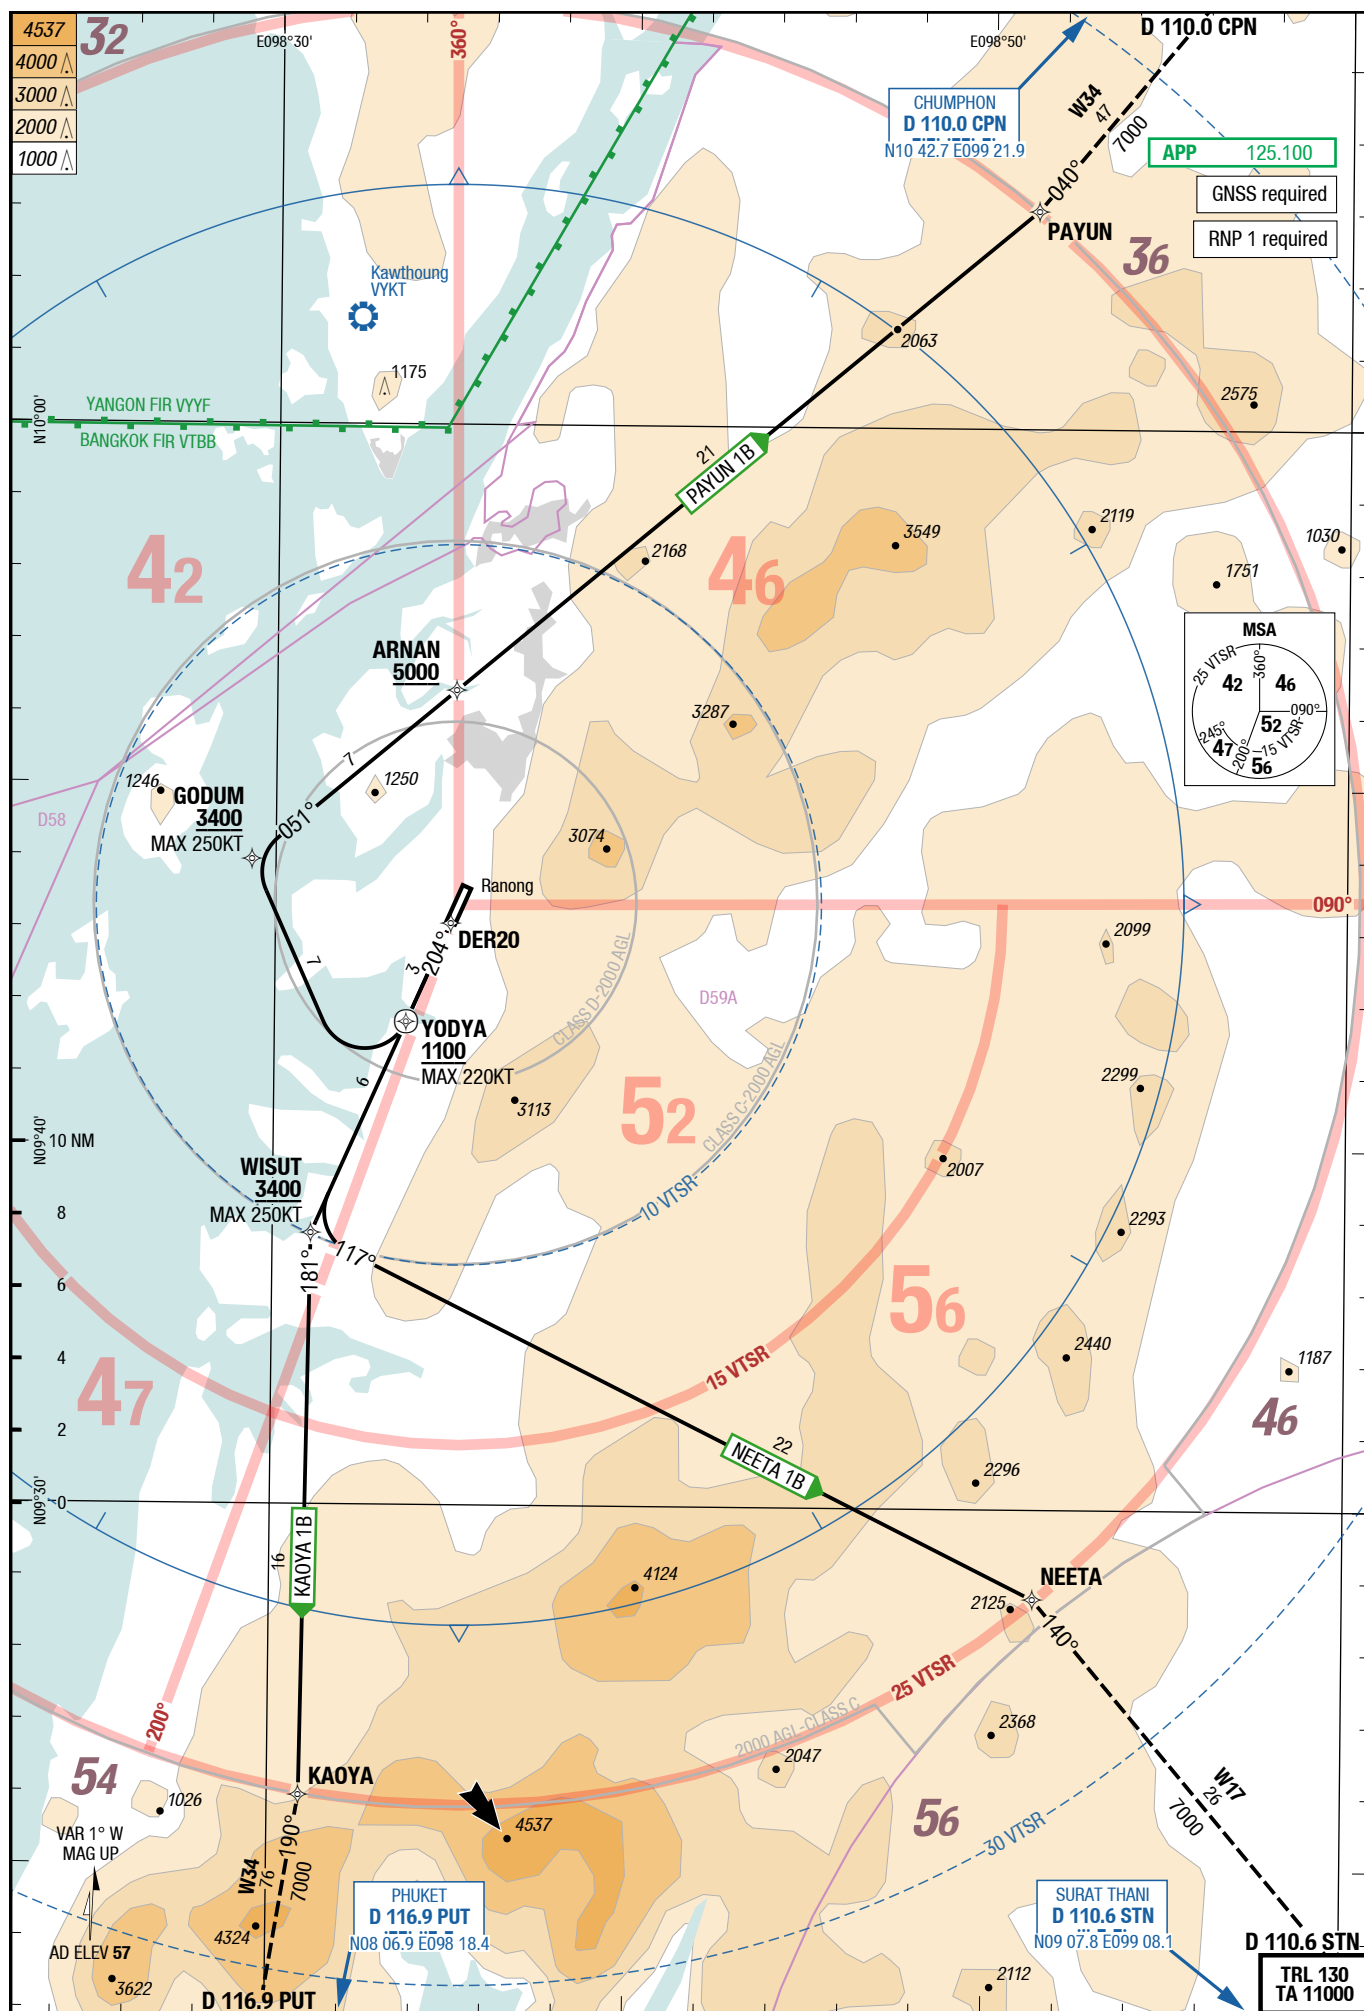 4537
4000
3000
2000
1000
32
E098°30'
360°
E098°50'
D 110.0 CPN
CHUMPHON
D 110.0 CPN
N10 42.7 E099 21.9
W34
47
7000
040°
APP 125.100
GNSS required
RNP 1 required
PAYUN
36
Kawthoung
VYKT
1175
2063
2575
N10°00'
YANGON FIR VYYF
BANGKOK FIR VTBB
21
PAYUN 1B
42
2168
46
3549
2119
1030
1751
MSA
25 VTSR
360°
42
46
090°
52
15 VTSR
245°
47
200°
56
ARNAN
5000
3287
7
1246
GODUM
3400
MAX 250KT
1250
051°
D58
3074
Ranong
090°
DER20
204°
3
7
2099
CLASS D-2000 AGL
D59A
YODYA
1100
MAX 220KT
6
3113
52
CLASS C-2000 AGL
2299
N09°40'
10 NM
2007
WISUT
3400
MAX 250KT
10 VTSR
8
2293
117°
181°
6
56
4
2440
1187
47
15 VTSR
46
2
22
NEETA 1B
2296
N09°30'
0
KAOYA 1B
16
4124
NEETA
2125
140°
25 VTSR
200°
2000 AGL-CLASS C
2368
2047
54
KAOYA
1026
W17
26
7000
4537
56
30 VTSR
VAR 1° W
MAG UP
190°
W34
76
7000
4324
PHUKET
D 116.9 PUT
N08 06.9 E098 18.4
SURAT THANI
D 110.6 STN
N09 07.8 E099 08.1
AD ELEV 57
3622
D 116.9 PUT
2112
D 110.6 STN
TRL 130
TA 11000